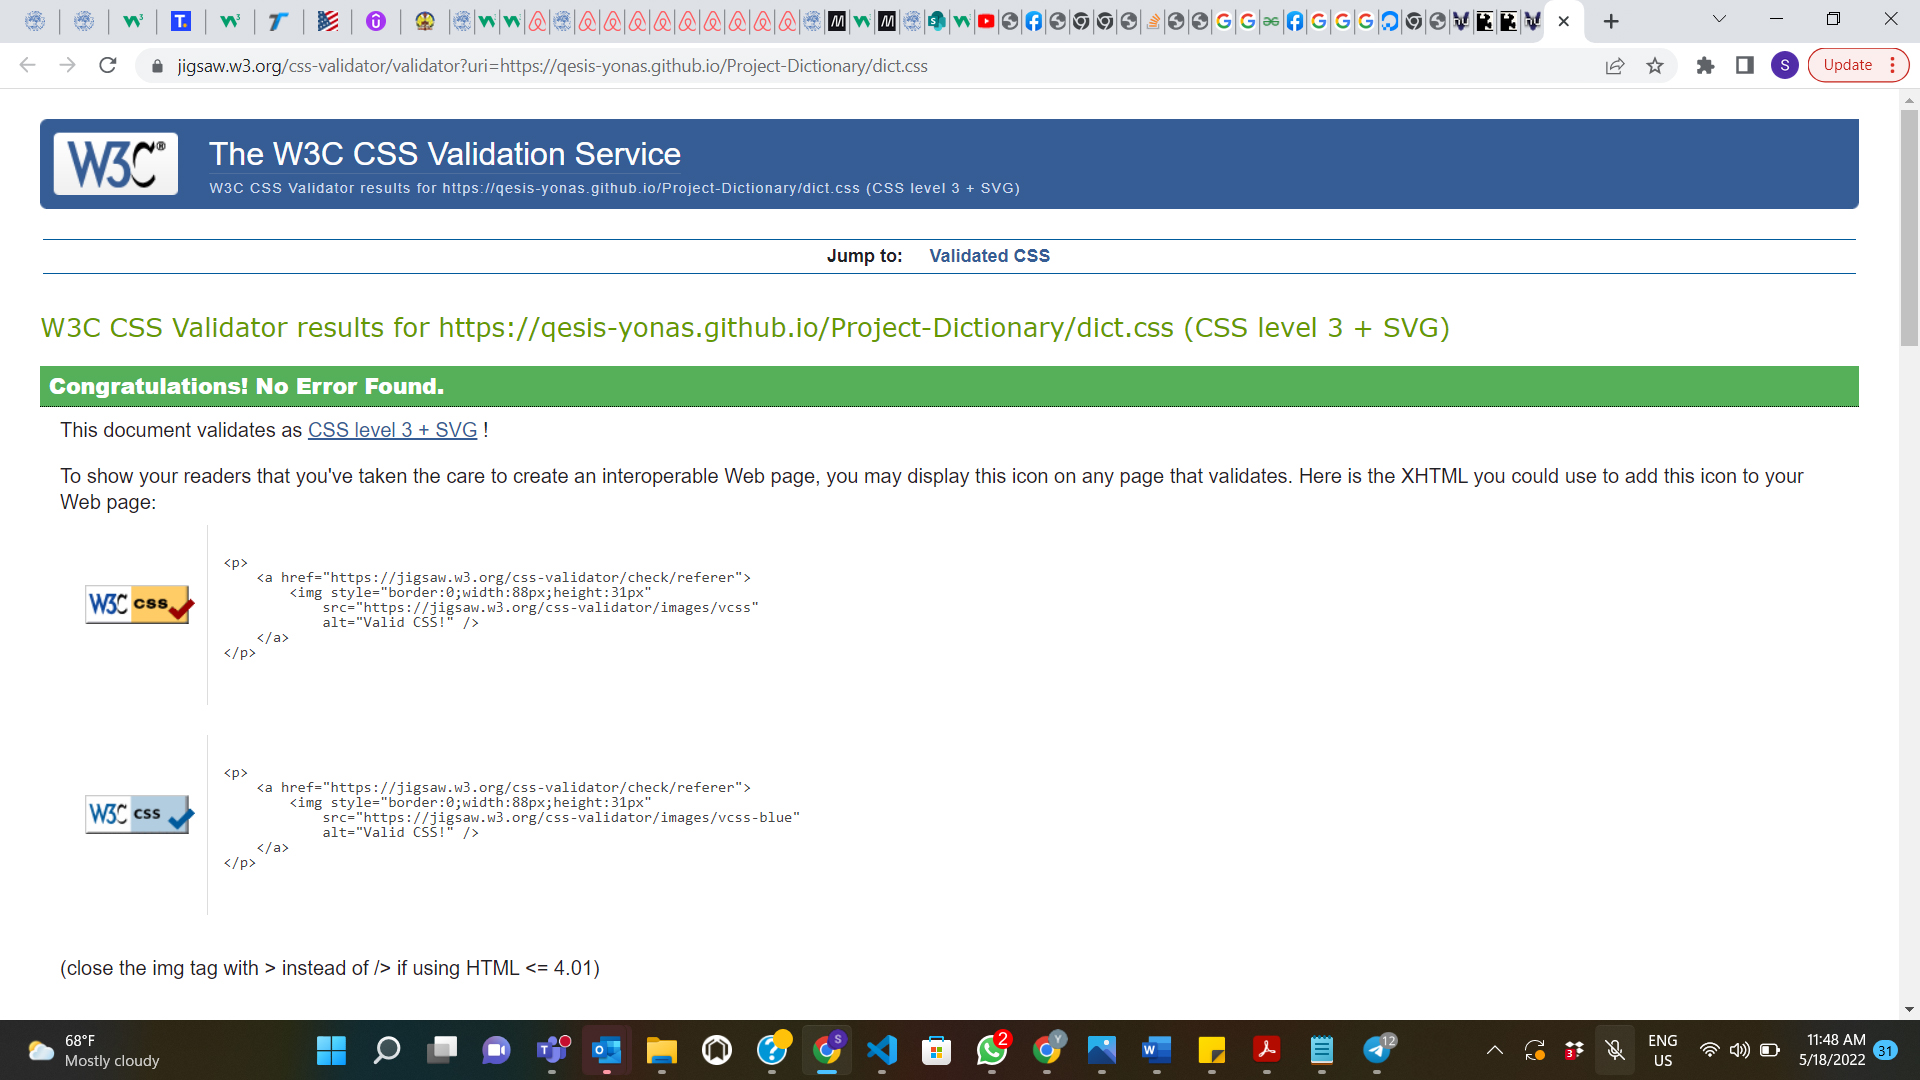 jigsaw.w3.org/css-validator/validator?uri=https://qesis-yonas.github.io/Project-Dictionary/dict.css
S
Update
W3C®
The W3C CSS Validation Service
W3C CSS Validator results for https://qesis-yonas.github.io/Project-Dictionary/dict.css (CSS level 3 + SVG)
Jump to: Validated CSS
W3C CSS Validator results for https://qesis-yonas.github.io/Project-Dictionary/dict.css (CSS level 3 + SVG)
Congratulations! No Error Found.
This document validates as CSS level 3 + SVG !
To show your readers that you've taken the care to create an interoperable Web page, you may display this icon on any page that validates. Here is the XHTML you could use to add this icon to your
Web page:
W3C css
<p>
<a href="https://jigsaw.w3.org/css-validator/check/referer">
<img style="border:0;width:88px;height:31px"
src="https://jigsaw.w3.org/css-validator/images/vcss"
alt="Valid CSS!" />
</a>
</p>
W3C css
<p>
<a href="https://jigsaw.w3.org/css-validator/check/referer">
<img style="border:0;width:88px;height:31px"
src="https://jigsaw.w3.org/css-validator/images/vcss-blue"
alt="Valid CSS!" />
</a>
</p>
(close the img tag with > instead of /> if using HTML <= 4.01)
68°F
Mostly cloudy
S
2
Y
12
3
ENG
US
11:48 AM
5/18/2022
31